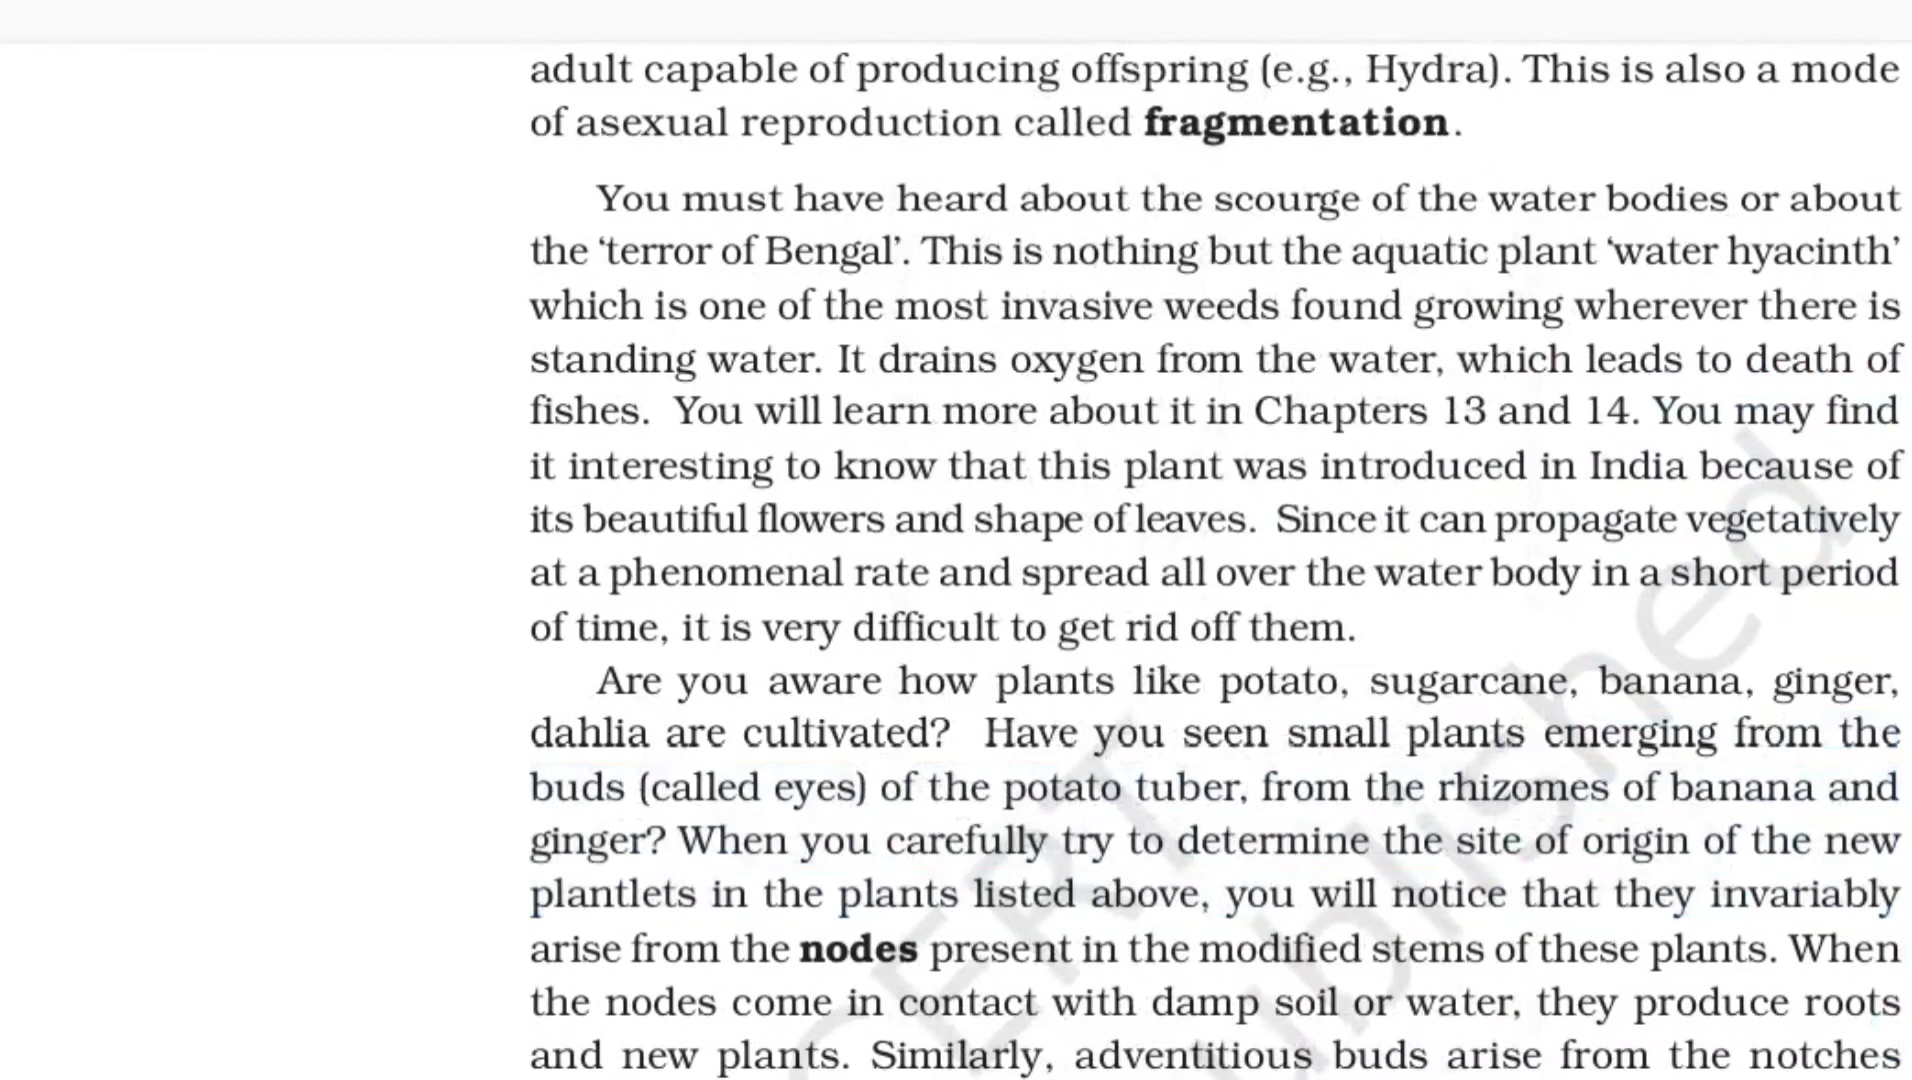 adult capable of producing offspring (e.g., Hydra). This is also a mode
of asexual reproduction called fragmentation.
You must have heard about the scourge of the water bodies or about
the ‘terror of Bengal’. This is nothing but the aquatic plant ‘water hyacinth’
which is one of the most invasive weeds found growing wherever there is
standing water. It drains oxygen from the water, which leads to death of
fishes. You will learn more about it in Chapters 13 and 14. You may find
it interesting to know that this plant was introduced in India because of
its beautiful flowers and shape of leaves. Since it can propagate vegetatively
at a phenomenal rate and spread all over the water body in a short period
of time, it is very difficult to get rid off them.
Are you aware how plants like potato, sugarcane, banana, ginger,
dahlia are cultivated? Have you seen small plants emerging from the
buds (called eyes) of the potato tuber, from the rhizomes of banana and
ginger? When you carefully try to determine the site of origin of the new
plantlets in the plants listed above, you will notice that they invariably
arise from the nodes present in the modified stems of these plants. When
the nodes come in contact with damp soil or water, they produce roots
and new plants. Similarly, adventitious buds arise from the notches